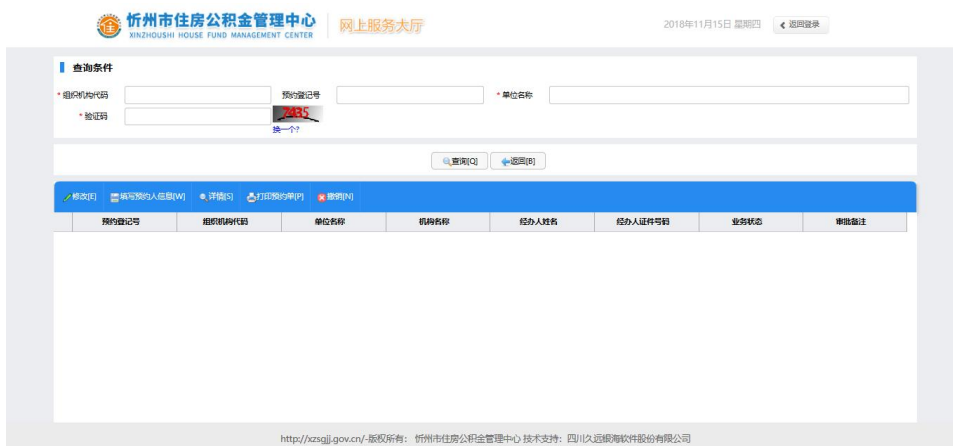 忻州市住房公积金管理中心
XINZHOUSHI HOUSE FUND MANAGEMENT CENTER
网上服务大厅
2018年11月15日 星期四
返回登录
查询条件
* 组织机构代码 预约登记号 * 单位名称
* 验证码 7435
换一个?
查询[Q] 返回[B]
修改[E] 填写预约人信息[W] 详情[S] 打印预约单[P] 撤销[N]
预约登记号 组织机构代码 单位名称 机构名称 经办人姓名 经办人证件号码 业务状态 审批备注
http://xzsgjj.gov.cn/-版权所有： 忻州市住房公积金管理中心 技术支持：四川久远银海软件股份有限公司